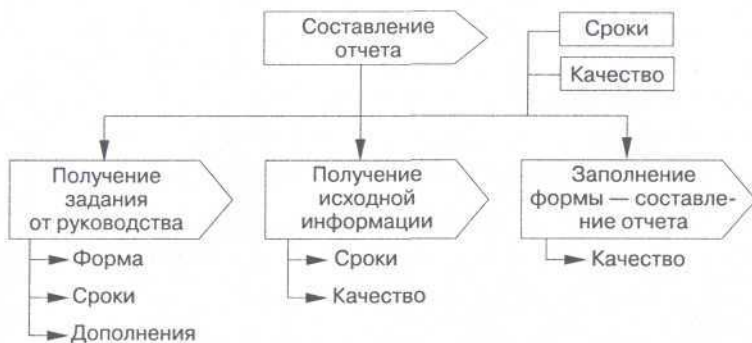 Составление
отчета
Сроки
Качество
Получение
задания
от руководства
Получение
исходной
информации
Заполнение
формы — составле-
ние отчета
Форма
Сроки
Дополнения
Сроки
Качество
Качество